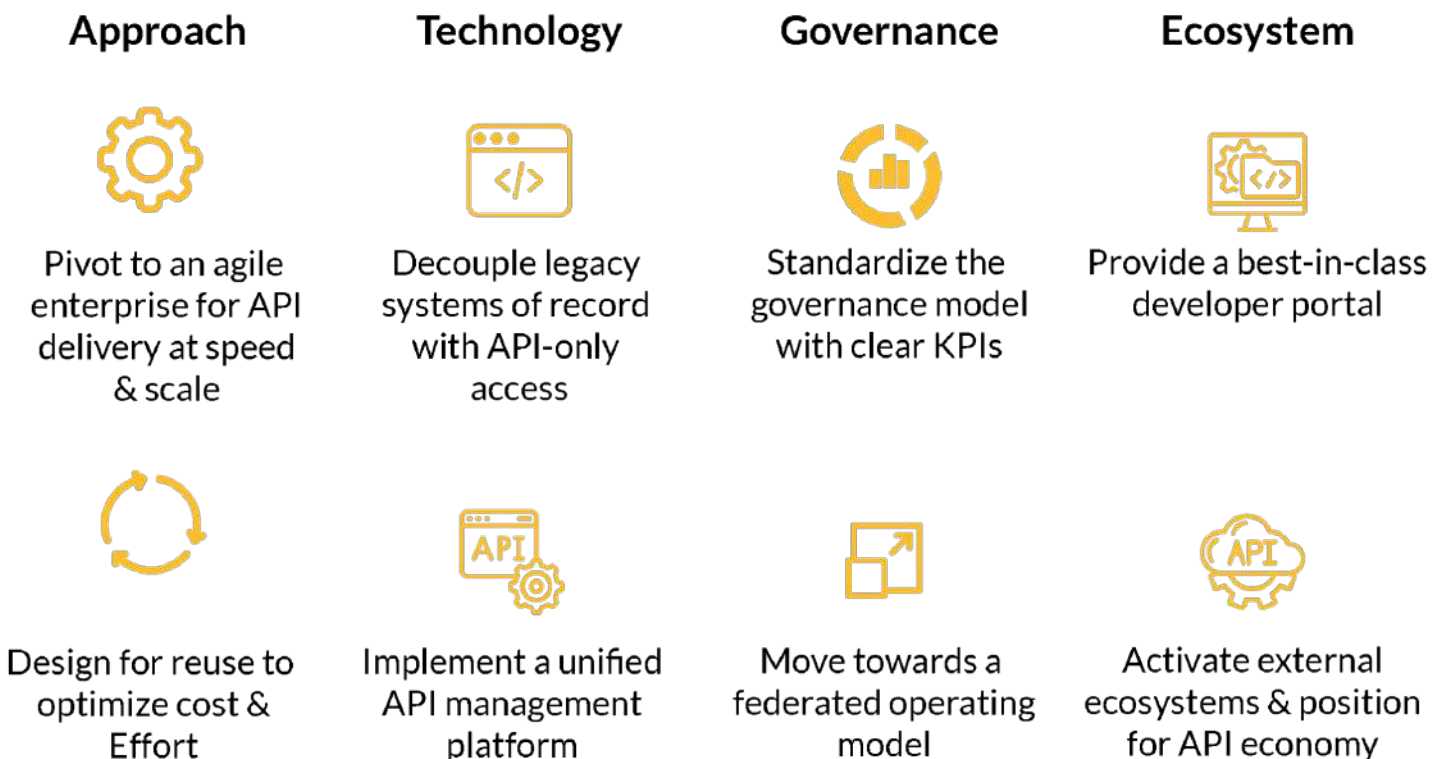 Approach
Technology
Governance
Ecosystem
</>
</>
Pivot to an agile
enterprise for API
delivery at speed
& scale
Decouple legacy
systems of record
with API-only
access
Standardize the
governance model
with clear KPIs
Provide a best-in-class
developer portal
API
API
Design for reuse to
optimize cost &
Effort
Implement a unified
API management
platform
Move towards a
federated operating
model
Activate external
ecosystems & position
for API economy